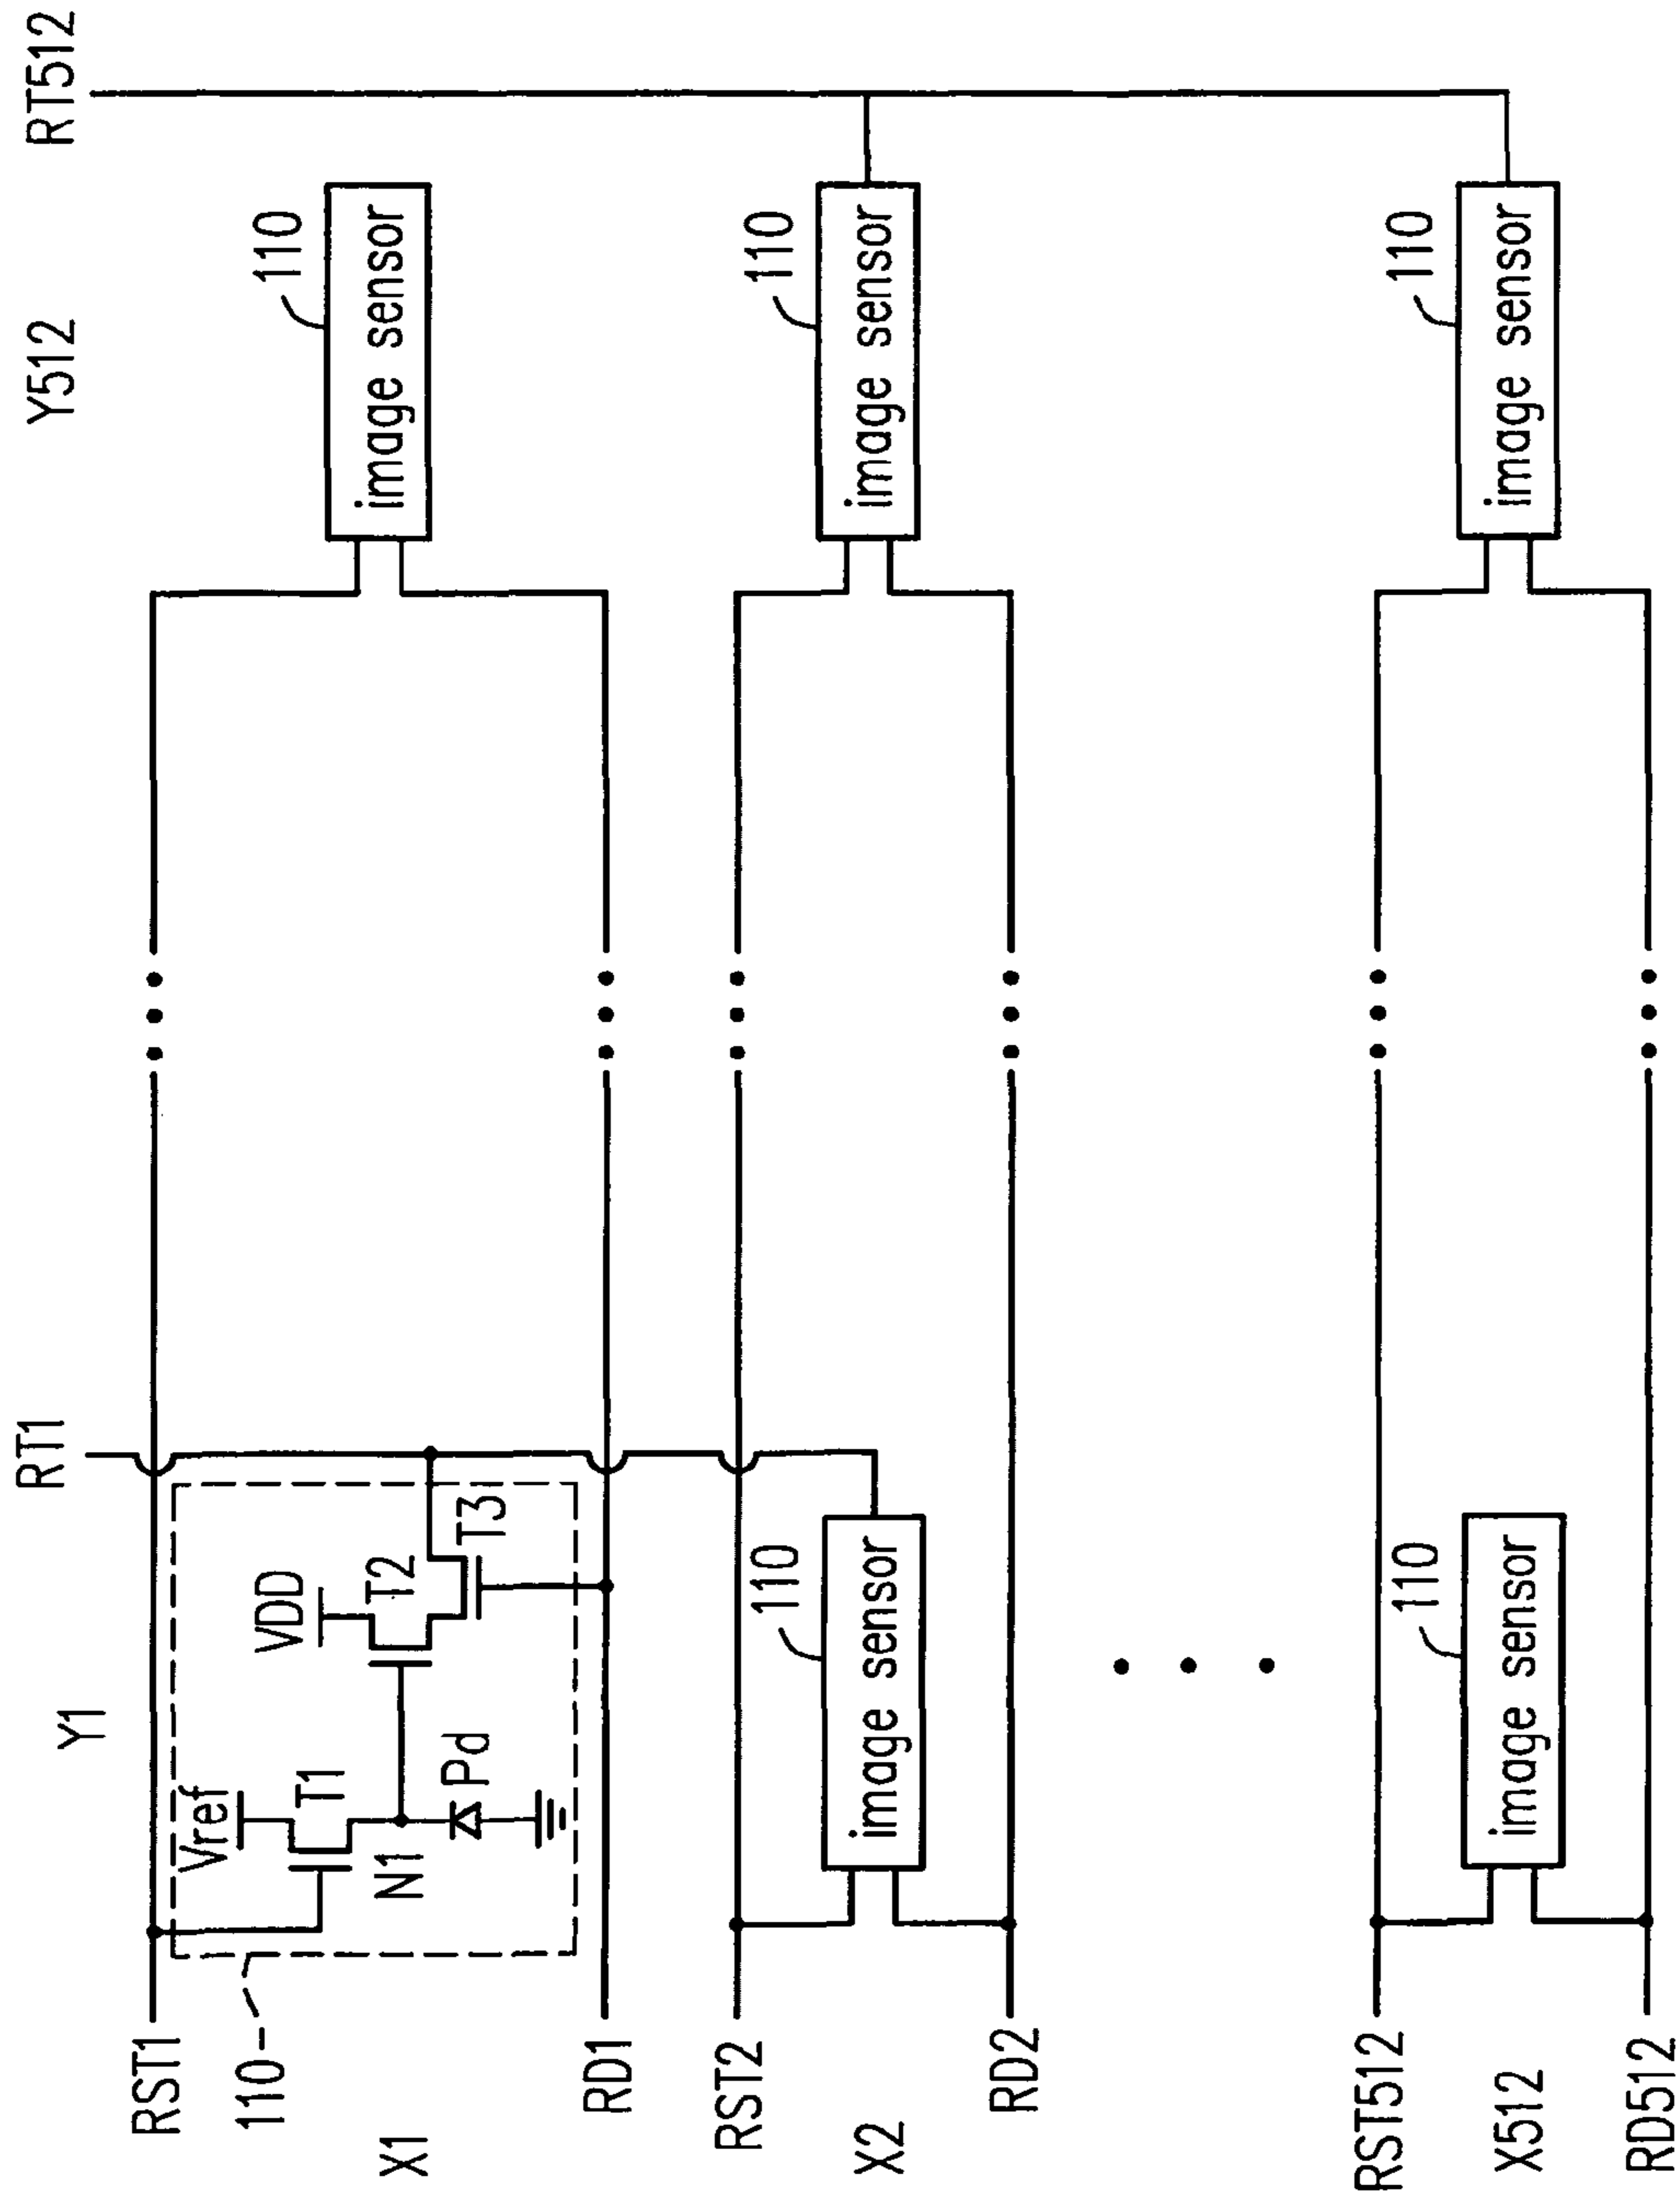 Y1
RT1
Y512
RT512
RST1
110
Vref
T1
N1
Pd
VDD
T2
T3
110
image sensor
X1
RD1
RST2
110
image sensor
110
image sensor
X2
RD2
RST512
110
image sensor
110
image sensor
X512
RD512